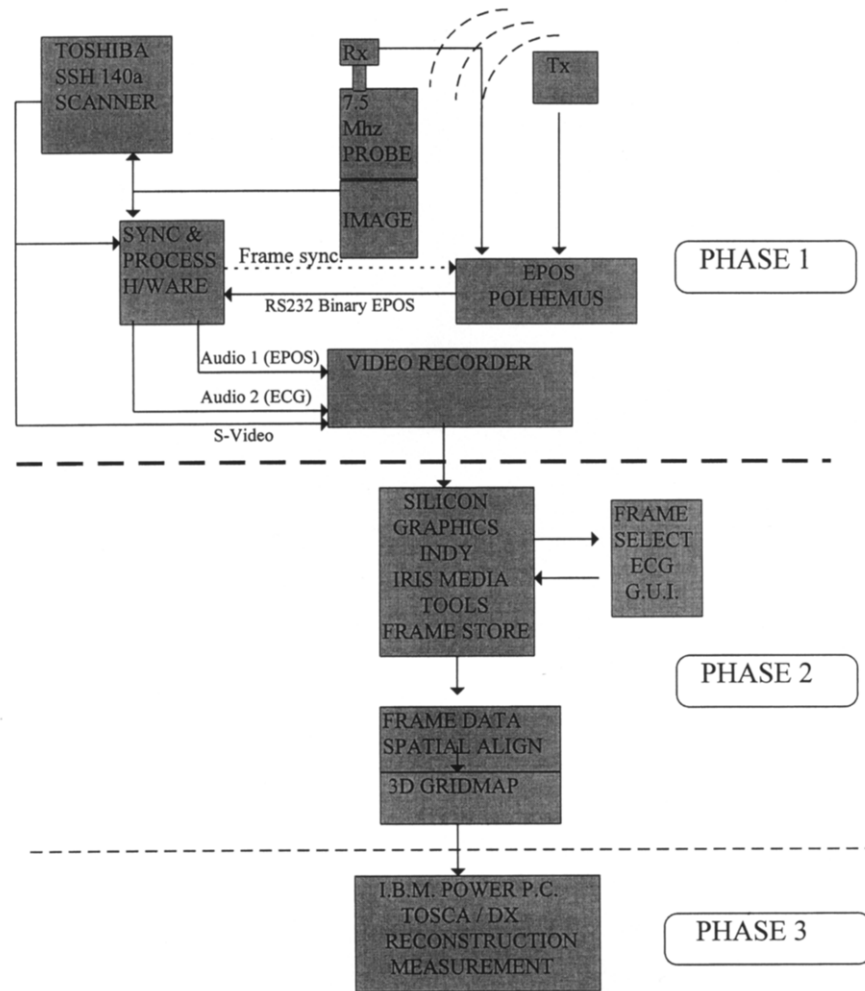 TOSHIBA
SSH 140a
SCANNER
Rx
7.5
Mhz
PROBE
IMAGE
Tx
SYNC &
PROCESS
H/WARE
Frame sync.
RS232 Binary EPOS
EPOS
POLHEMUS
PHASE 1
Audio 1 (EPOS)
Audio 2 (ECG)
S-Video
VIDEO RECORDER
SILICON
GRAPHICS
INDY
IRIS MEDIA
TOOLS
FRAME STORE
FRAME
SELECT
ECG
G.U.I.
PHASE 2
FRAME DATA
SPATIAL ALIGN
3D GRIDMAP
I.B.M. POWER P.C.
TOSCA / DX
RECONSTRUCTION
MEASUREMENT
PHASE 3